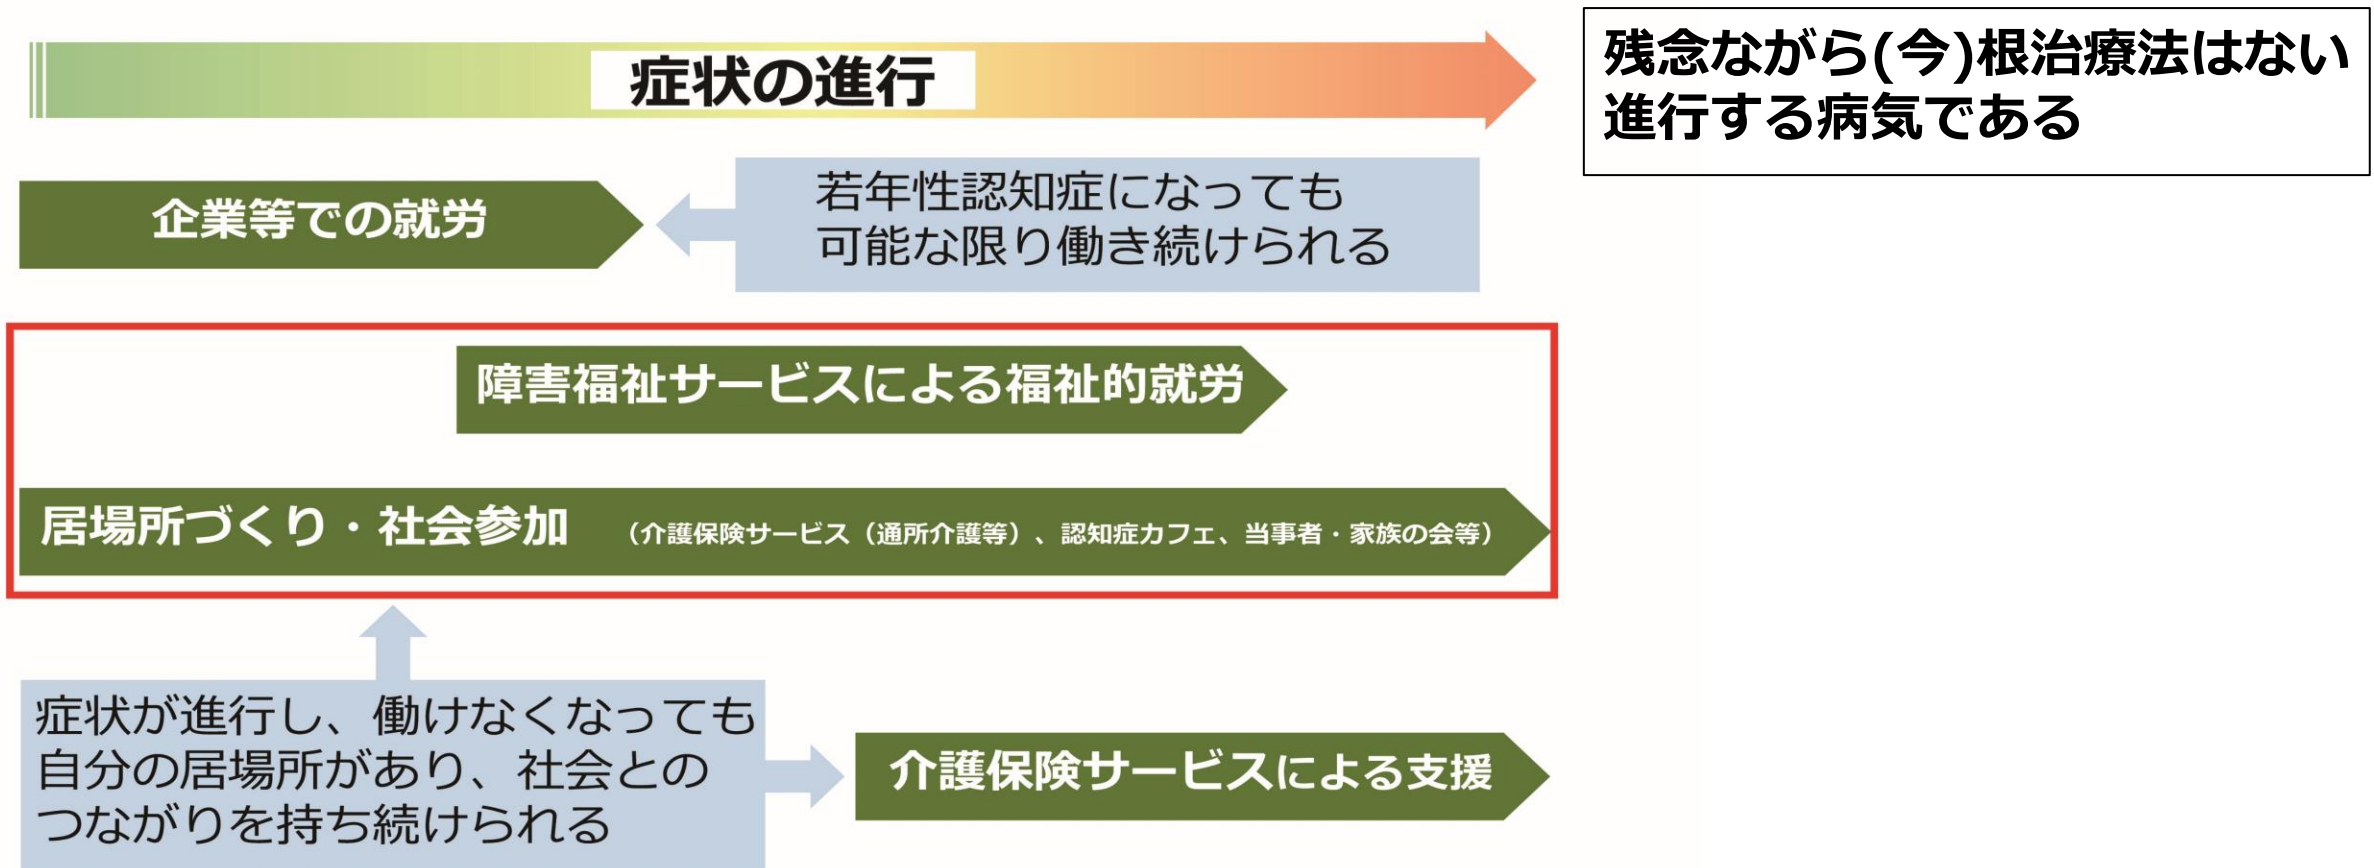 症状の進行
残念ながら(今)根治療法はない
進行する病気である
企業等での就労
若年性認知症になっても
可能な限り働き続けられる
障害福祉サービスによる福祉的就労
居場所づくり・社会参加 （介護保険サービス（通所介護等）、認知症カフェ、当事者・家族の会等）
症状が進行し、働けなくなっても
自分の居場所があり、社会との
つながりを持ち続けられる
介護保険サービスによる支援